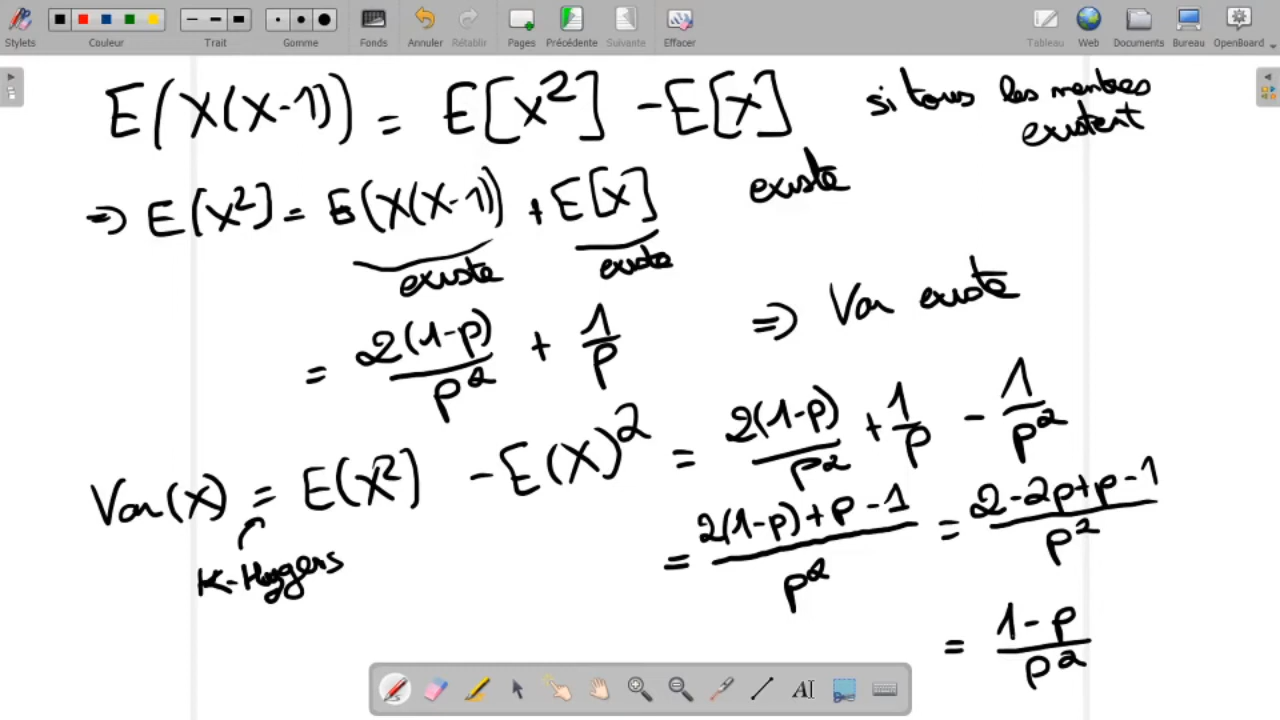 Stylets Couleur Trait Gomme Fonds Annuler Rétablir Pages Précédente Suivante Effacer Tableau Web Documents Bureau OpenBoard
E(X(X-1)) = E[X²] - E[X] si tous les membres existent
=> E[X²] = E(X(X-1)) + E[X] existe
existe existe
= 2(1-p)/p² + 1/p => Var existe
Var(X) = E(X²) - E(X)² = 2(1-p)/p² + 1/p - 1/p²
K-Huygens
= (2(1-p)+p-1)/p² = (2-2p+p-1)/p²
= (1-p)/p²
AI